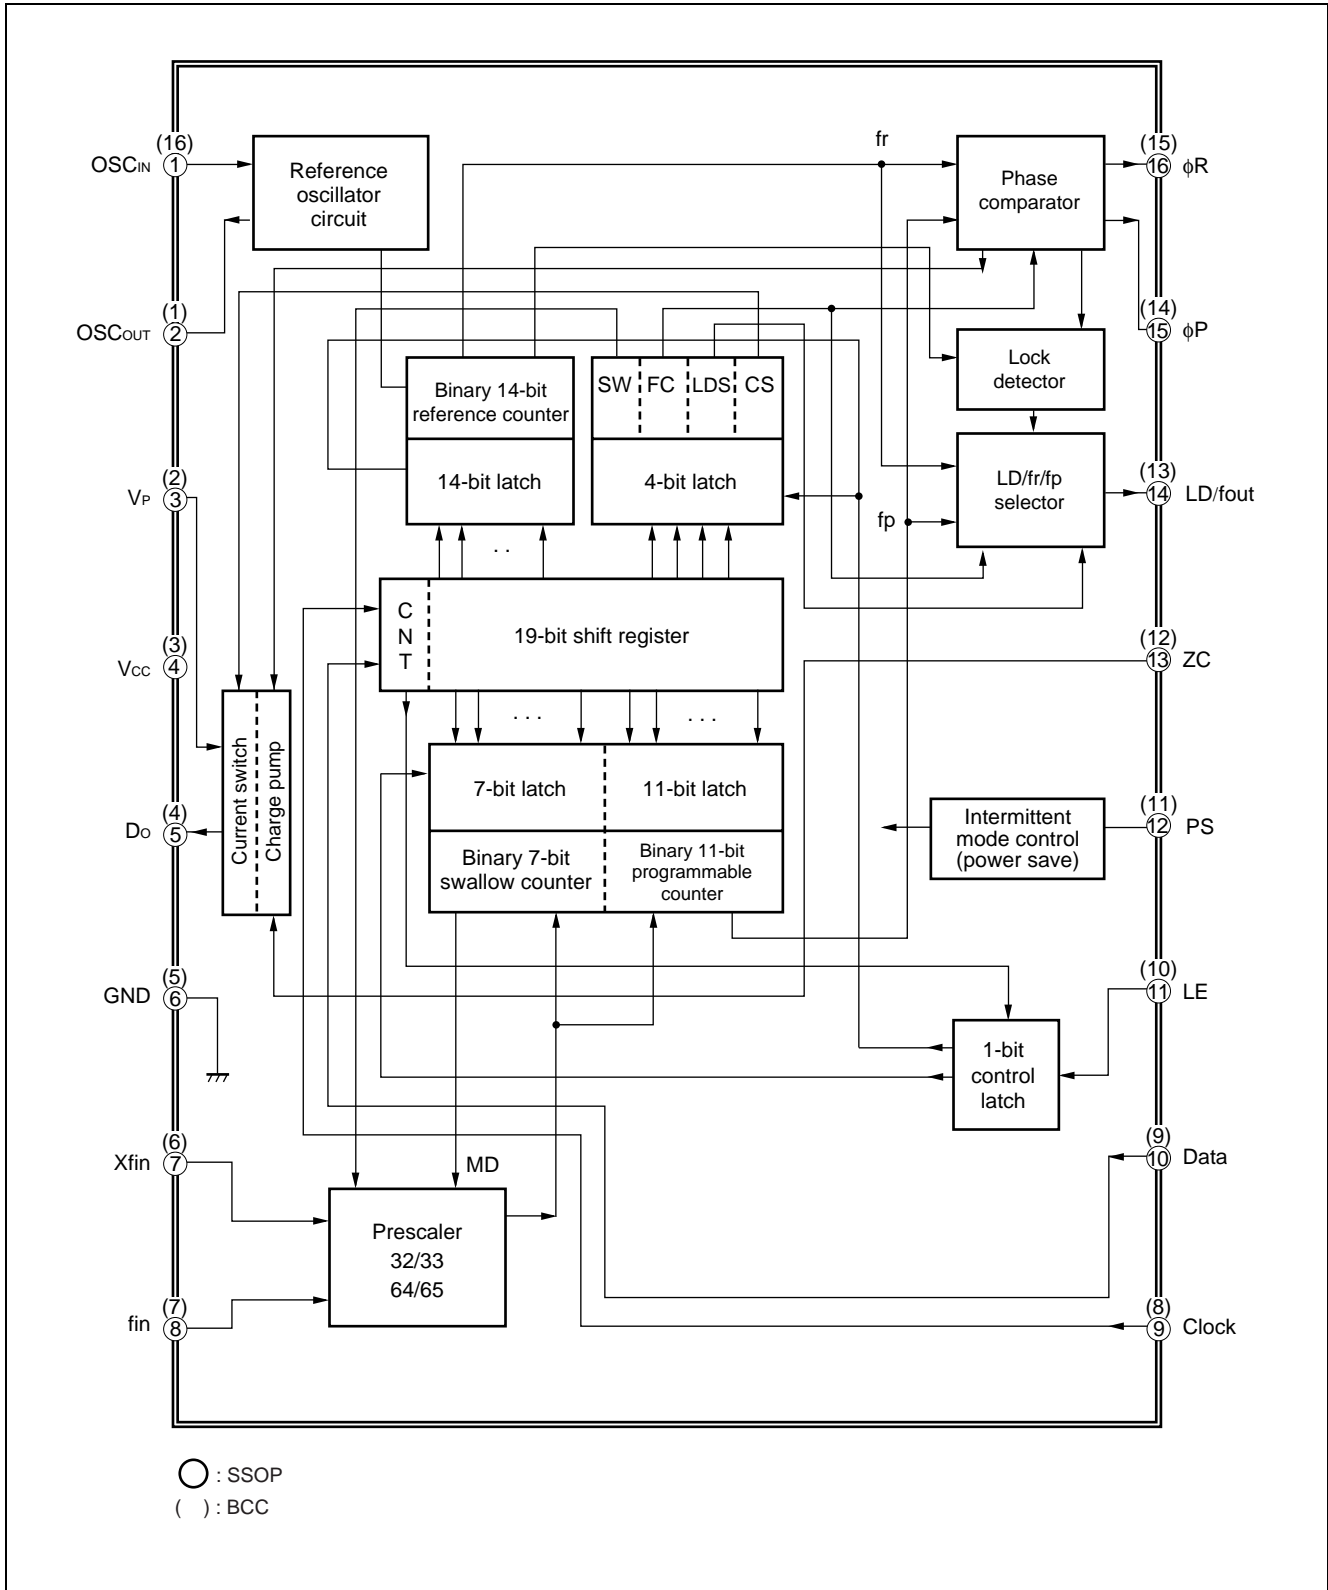 (16)
OSCIN 1
Reference
oscillator
circuit
fr
Phase
comparator
(15)
16 ϕR
(1)
OSCOUT 2
(14)
15 ϕP
Binary 14-bit
reference counter
14-bit latch
SW FC LDS CS
4-bit latch
Lock
detector
LD/fr/fp
selector
fp
(13)
14 LD/fout
(2)
VP 3
. .
C
N
T
19-bit shift register
(3)
VCC 4
(12)
13 ZC
. . .
. . .
Current switch
Charge pump
7-bit latch
11-bit latch
Binary 7-bit
swallow counter
Binary 11-bit
programmable
counter
(4)
DO 5
Intermittent
mode control
(power save)
(11)
12 PS
(5)
GND 6
(10)
11 LE
1-bit
control
latch
(6)
Xfin 7
MD
(9)
10 Data
Prescaler
32/33
64/65
(7)
fin 8
(8)
9 Clock
: SSOP
( ) : BCC